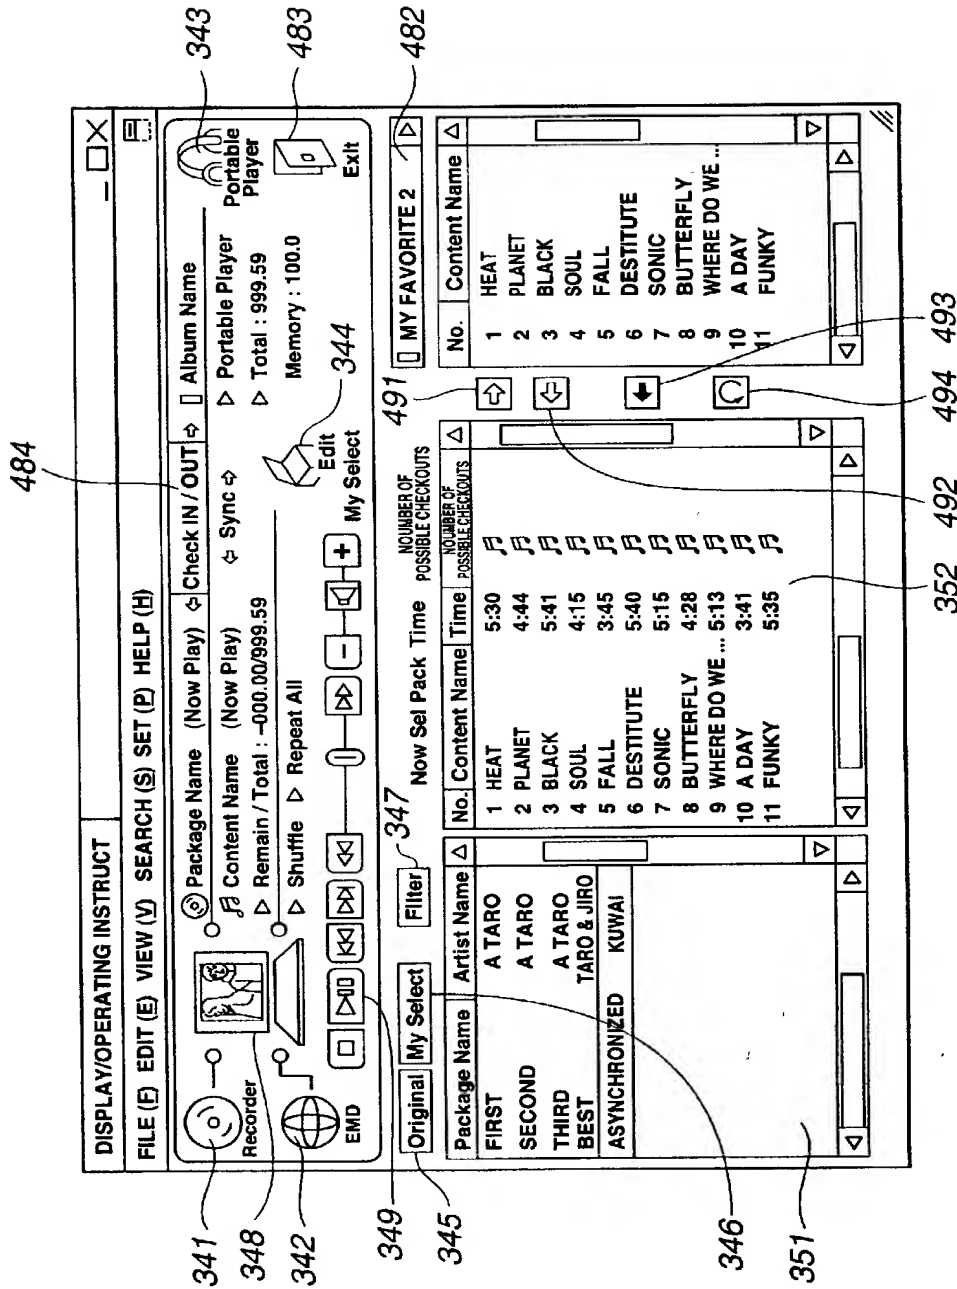 DISPLAY/OPERATING INSTRUCT
FILE (F) EDIT (E) VIEW (V) SEARCH (S) SET (P) HELP (H)
341
348
342
349
345
346
351
Recorder
EMD
Package Name (Now Play)
Content Name (Now Play)
Remain / Total : –000.00/999.59
Shuffle Repeat All
484
Check IN / OUT
Sync
Album Name
Portable Player
Total : 999.59
Memory : 100.0
344
Edit
My Select
343
Portable
Player
483
Exit
482
Original My Select Filter
347
Now Sel Pack Time
NOUMBER OF
POSSIBLE CHECKOUTS
491
MY FAVORITE 2
Package Name Artist Name
FIRST A TARO
SECOND A TARO
THIRD A TARO
BEST TARO & JIRO
ASYNCHRONIZED KUWAI
No. Content Name Time NOUMBER OF
POSSIBLE CHECKOUTS
1 HEAT 5:30
2 PLANET 4:44
3 BLACK 5:41
4 SOUL 4:15
5 FALL 3:45
6 DESTITUTE 5:40
7 SONIC 5:15
8 BUTTERFLY 4:28
9 WHERE DO WE ... 5:13
10 A DAY 3:41
11 FUNKY 5:35
No. Content Name
1 HEAT
2 PLANET
3 BLACK
4 SOUL
5 FALL
6 DESTITUTE
7 SONIC
8 BUTTERFLY
9 WHERE DO WE ...
10 A DAY
11 FUNKY
352
492
494
493